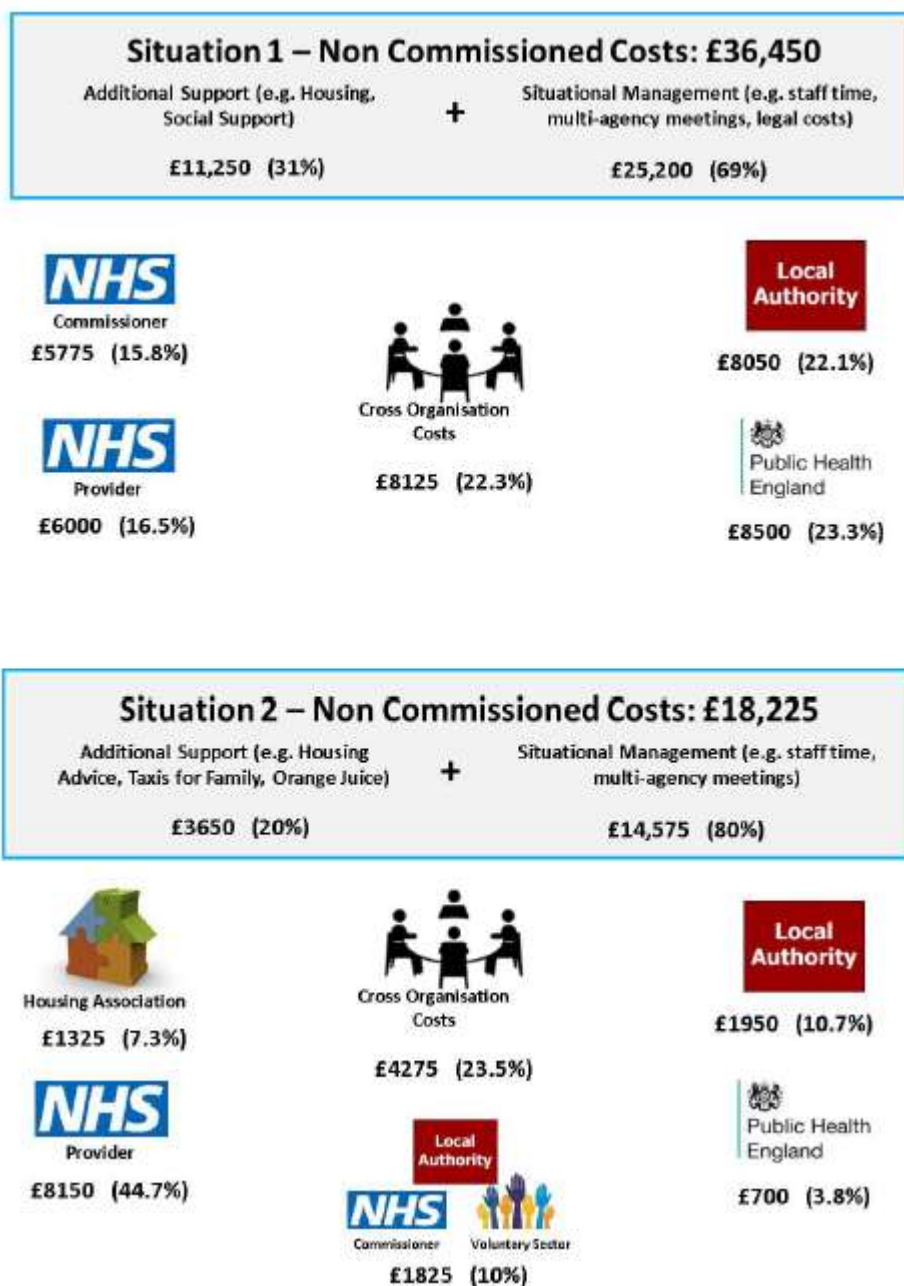 Situation 1 – Non Commissioned Costs: £36,450
Additional Support (e.g. Housing,
Social Support)
+
Situational Management (e.g. staff time,
multi-agency meetings, legal costs)
£11,250 (31%)
£25,200 (69%)
NHS
Commissioner
£5775 (15.8%)
NHS
Provider
£6000 (16.5%)
Cross Organisation
Costs
£8125 (22.3%)
Local
Authority
£8050 (22.1%)
Public Health
England
£8500 (23.3%)
Situation 2 – Non Commissioned Costs: £18,225
Additional Support (e.g. Housing
Advice, Taxis for Family, Orange Juice)
+
Situational Management (e.g. staff time,
multi-agency meetings)
£3650 (20%)
£14,575 (80%)
Housing Association
£1325 (7.3%)
NHS
Provider
£8150 (44.7%)
Cross Organisation
Costs
£4275 (23.5%)
Local
Authority
NHS
Commissioner
Voluntary Sector
£1825 (10%)
Local
Authority
£1950 (10.7%)
Public Health
England
£700 (3.8%)